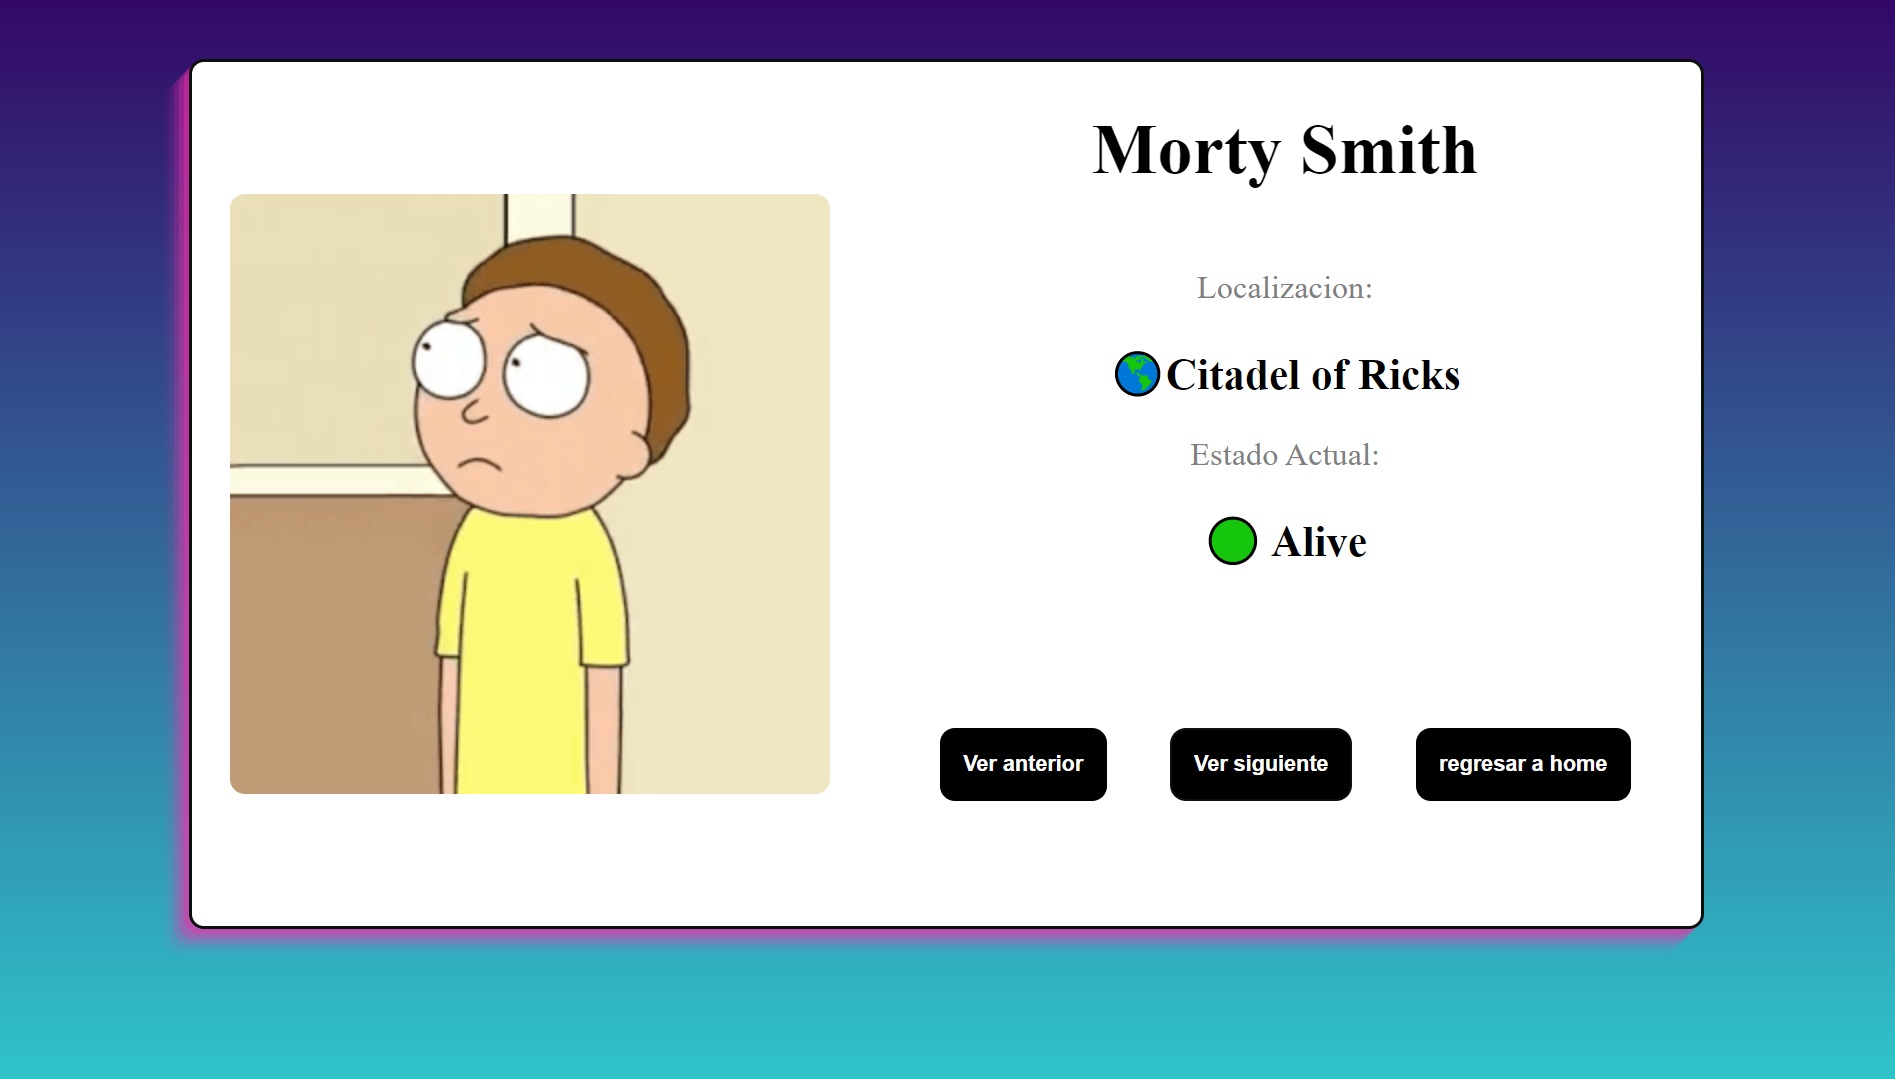 Morty Smith
Localizacion:
Citadel of Ricks
Estado Actual:
Alive
Ver anterior
Ver siguiente
regresar a home